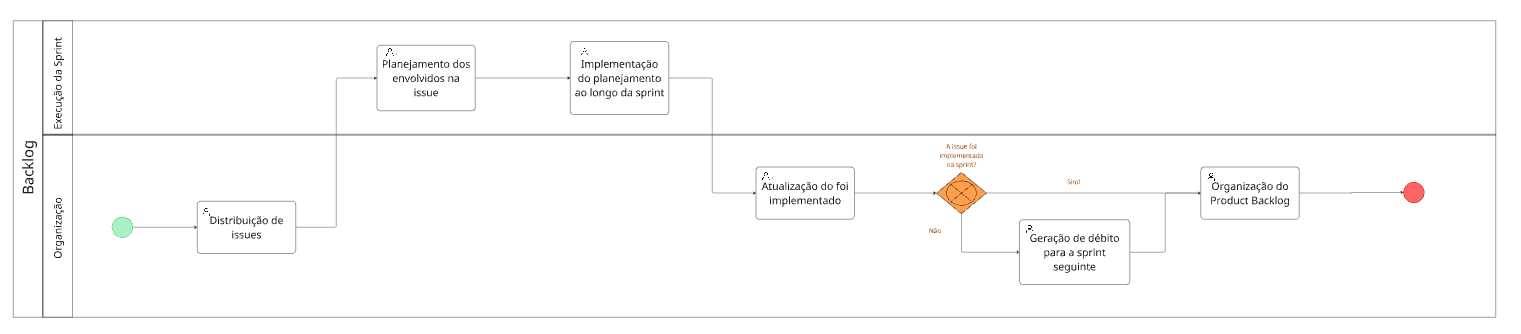 Backlog
Execução da Sprint
Planejamento dos
envolvidos na
issue
Implementação
do planejamento
ao longo da sprint
Organização
Distribuição de
issues
Atualização do foi
implementado
A issue foi
implementada
na sprint?
Sim!
Não
Geração de débito
para a sprint
seguinte
Organização do
Product Backlog